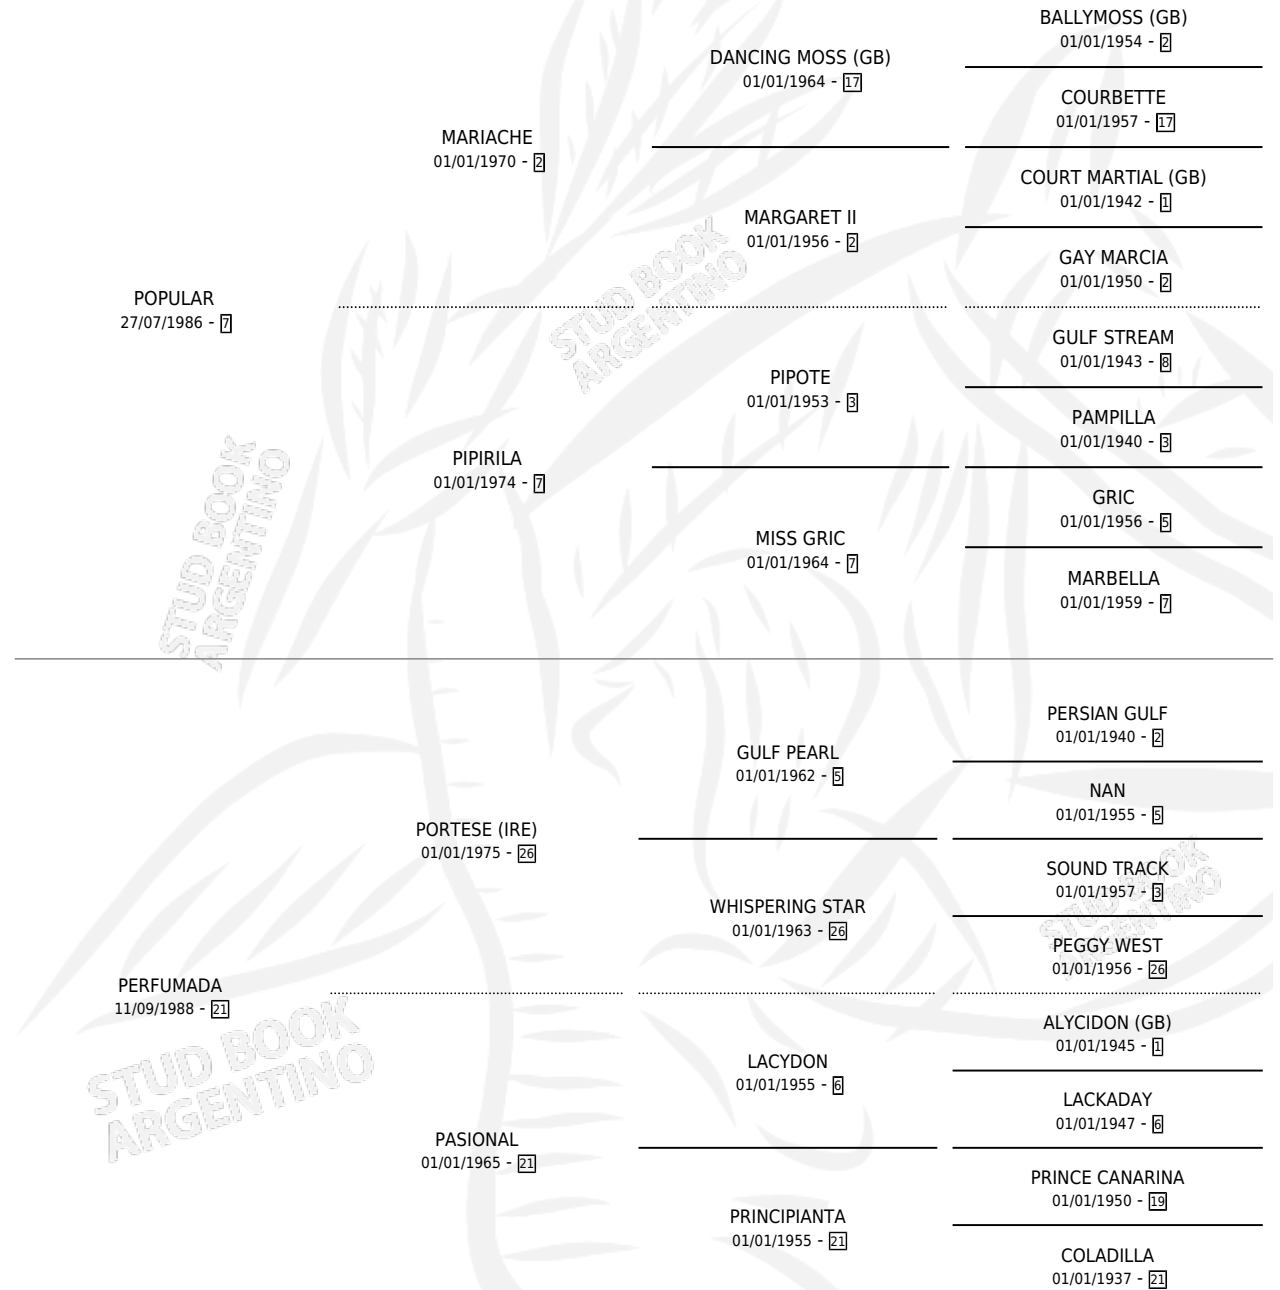 BALLYMOSS (GB)
01/01/1954 - 2
DANCING MOSS (GB)
01/01/1964 - 17
COURBETTE
01/01/1957 - 17
MARIACHE
01/01/1970 - 2
COURT MARTIAL (GB)
01/01/1942 - 1
MARGARET II
01/01/1956 - 2
GAY MARCIA
01/01/1950 - 2
POPULAR
27/07/1986 - 7
GULF STREAM
01/01/1943 - 8
PIPOTE
01/01/1953 - 3
PAMPILLA
01/01/1940 - 3
PIPIRILA
01/01/1974 - 7
GRIC
01/01/1956 - 5
MISS GRIC
01/01/1964 - 7
MARBELLA
01/01/1959 - 7
STUD BOOK
ARGENTINO
STUD BOOK
ARGENTINO
PERSIAN GULF
01/01/1940 - 2
GULF PEARL
01/01/1962 - 5
NAN
01/01/1955 - 5
PORTESE (IRE)
01/01/1975 - 26
SOUND TRACK
01/01/1957 - 3
WHISPERING STAR
01/01/1963 - 26
PEGGY WEST
01/01/1956 - 26
PERFUMADA
11/09/1988 - 21
ALYCIDON (GB)
01/01/1945 - 1
LACYDON
01/01/1955 - 6
LACKADAY
01/01/1947 - 6
PASIONAL
01/01/1965 - 21
PRINCE CANARINA
01/01/1950 - 19
PRINCIPIANTA
01/01/1955 - 21
COLADILLA
01/01/1937 - 21
STUD BOOK
ARGENTINO
STUD BOOK
ARGENTINO